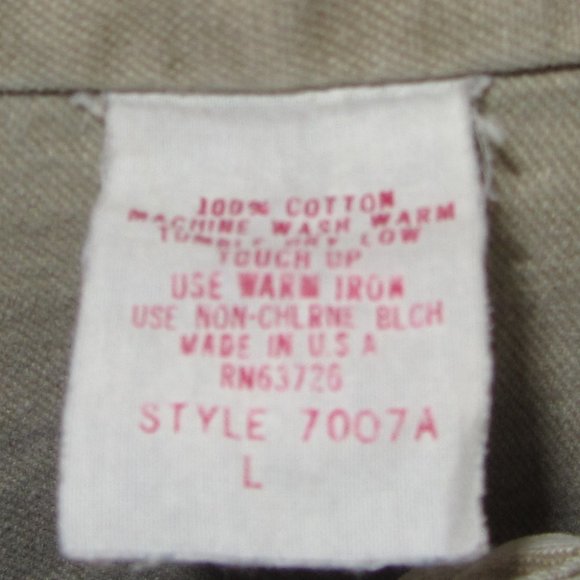 100% COTTON
MACHINE WASH WARM
TUMBLE DRY LOW
TOUCH UP
USE WARM IRON
USE NON-CHLRNE BLCH
MADE IN U.S.A
RN63726
STYLE 7007A
L